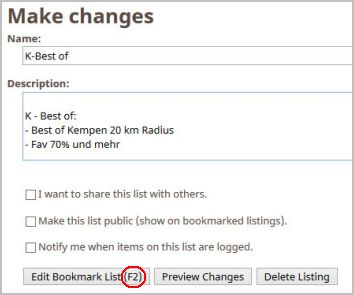 Make changes
Name:
K-Best of
Description:
K - Best of:
- Best of Kempen 20 km Radius
- Fav 70% und mehr
I want to share this list with others.
Make this list public (show on bookmarked listings).
Notify me when items on this list are logged.
Edit Bookmark List (F2) Preview Changes Delete Listing